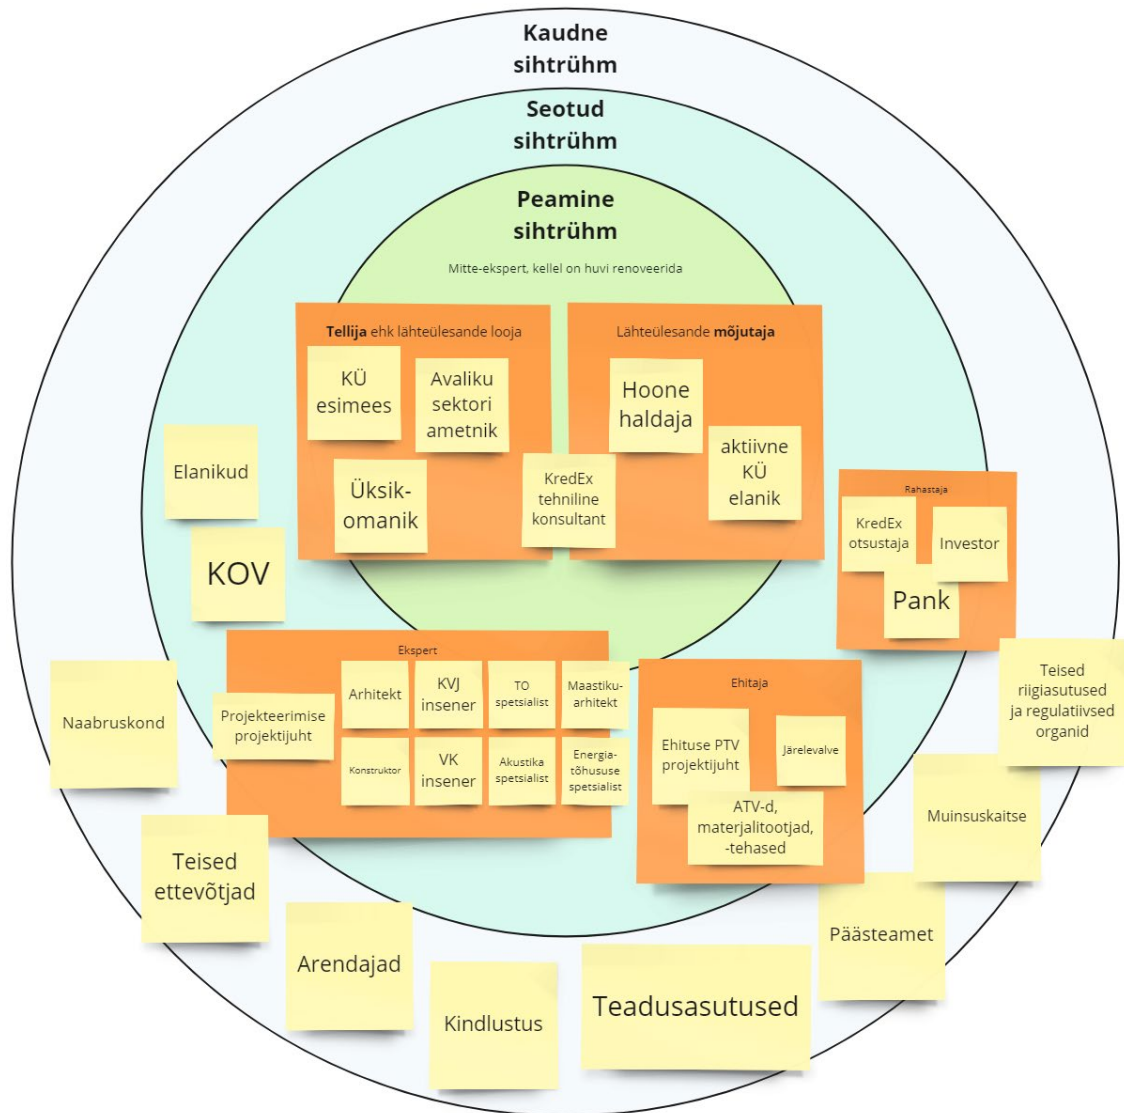 Kaudne
sihtrühm
Seotud
sihtrühm
Peamine
sihtrühm
Mitte-ekspert, kellel on huvi renoveerida
Tellija ehk lähteülesande looja
KÜ
esimees
Avaliku
sektori
ametnik
Üksik-
omanik
Lähteülesande mõjutaja
Hoone
haldaja
aktiivne
KÜ
elanik
KredEx
tehniline
konsultant
Elanikud
KOV
Rahastaja
KredEx
otsustaja
Investor
Pank
Ekspert
Projekteerimise
projektijuht
Arhitekt
KVJ
insener
TO
spetsialist
Maastiku-
arhitekt
Konstruktor
VK
insener
Akustika
spetsialist
Energia-
tõhususe
spetsialist
Ehitaja
Ehituse PTV
projektijuht
Järelevalve
ATV-d,
materjalitootjad,
-tehased
Naabruskond
Teised
ettevõtjad
Arendajad
Kindlustus
Teadusasutused
Päästeamet
Muinsuskaitse
Teised
riigiasutused
ja regulatiivsed
organid